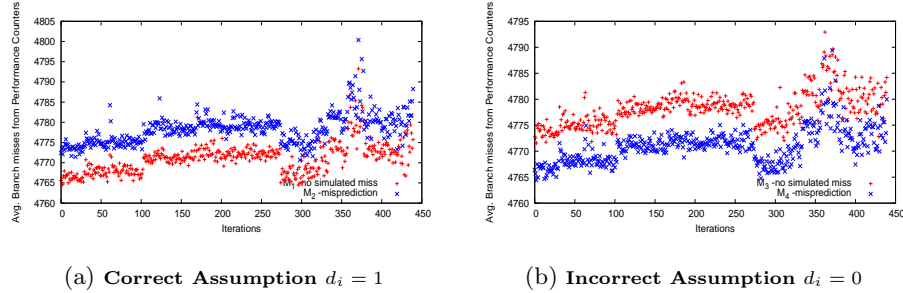 Avg. Branch misses from Performance Counters
4805
4800
4795
4790
4785
4780
4775
4770
4765
4760
M1 -no simulated miss
M2 -misprediction
0 50 100 150 200 250 300 350 400 450
Iterations
(a) Correct Assumption di = 1
Avg. Branch misses from Performance Counters
4795
4790
4785
4780
4775
4770
4765
4760
M3 -no simulated miss
M4 -misprediction
0 50 100 150 200 250 300 350 400 450
Iterations
(b) Incorrect Assumption di = 0